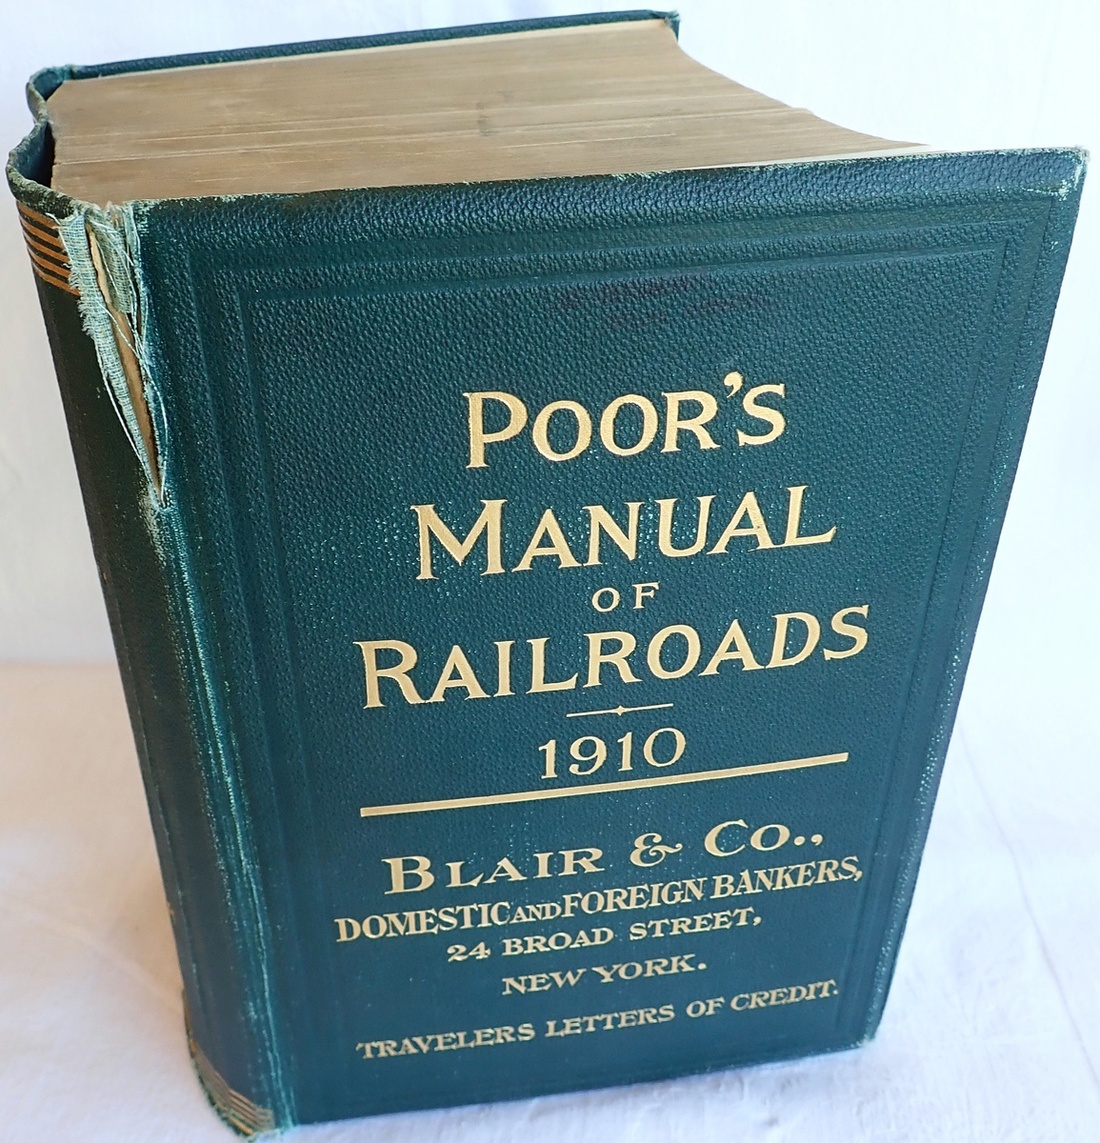 POOR'S
MANUAL
OF
RAILROADS
1910
BLAIR & CO.,
DOMESTIC AND FOREIGN BANKERS,
24 BROAD STREET,
NEW YORK.
TRAVELERS LETTERS OF CREDIT.